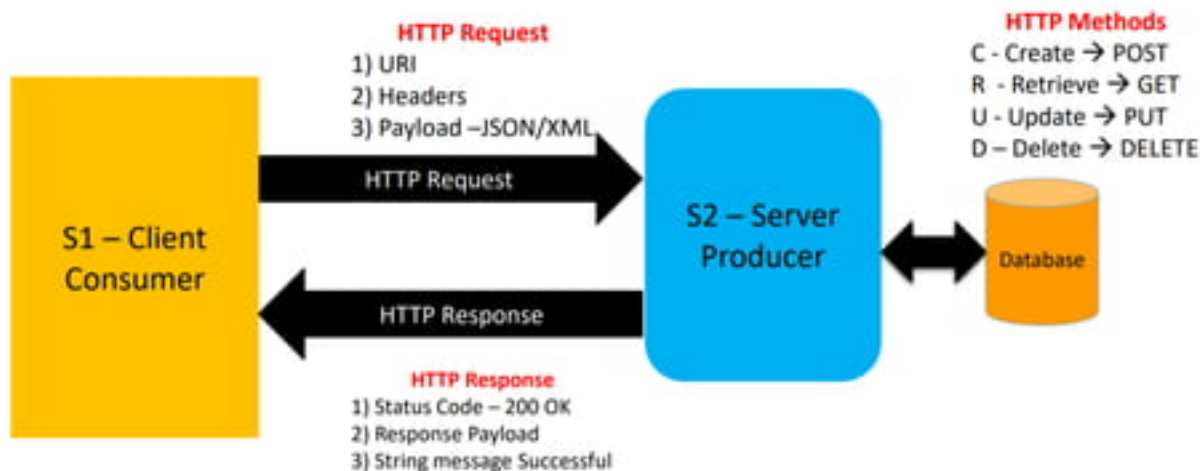 HTTP Request
1) URI
2) Headers
3) Payload –JSON/XML
HTTP Methods
C - Create → POST
R - Retrieve → GET
U - Update → PUT
D – Delete → DELETE
S1 – Client
Consumer
HTTP Request
S2 – Server
Producer
Database
HTTP Response
HTTP Response
1) Status Code – 200 OK
2) Response Payload
3) String message Successful